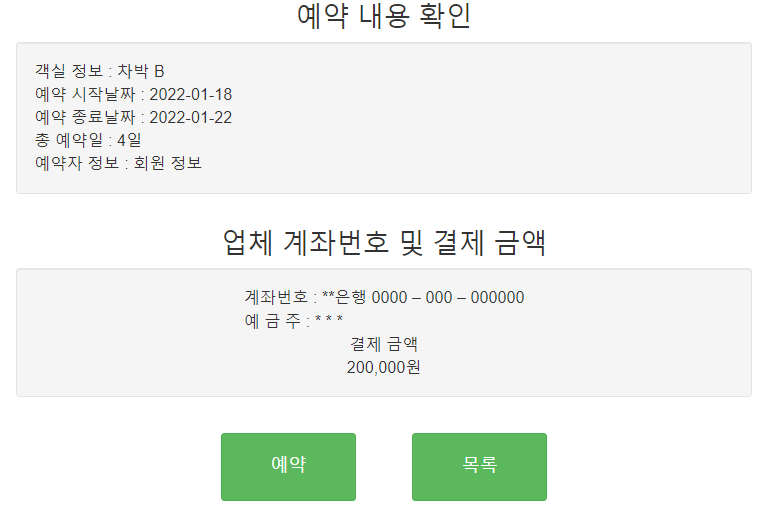 예약 내용 확인
객실 정보 : 차박 B
예약 시작날짜 : 2022-01-18
예약 종료날짜 : 2022-01-22
총 예약일 : 4일
예약자 정보 : 회원 정보
업체 계좌번호 및 결제 금액
계좌번호 : **은행 0000 – 000 – 000000
예 금 주 : * * *
결제 금액
200,000원
예약
목록